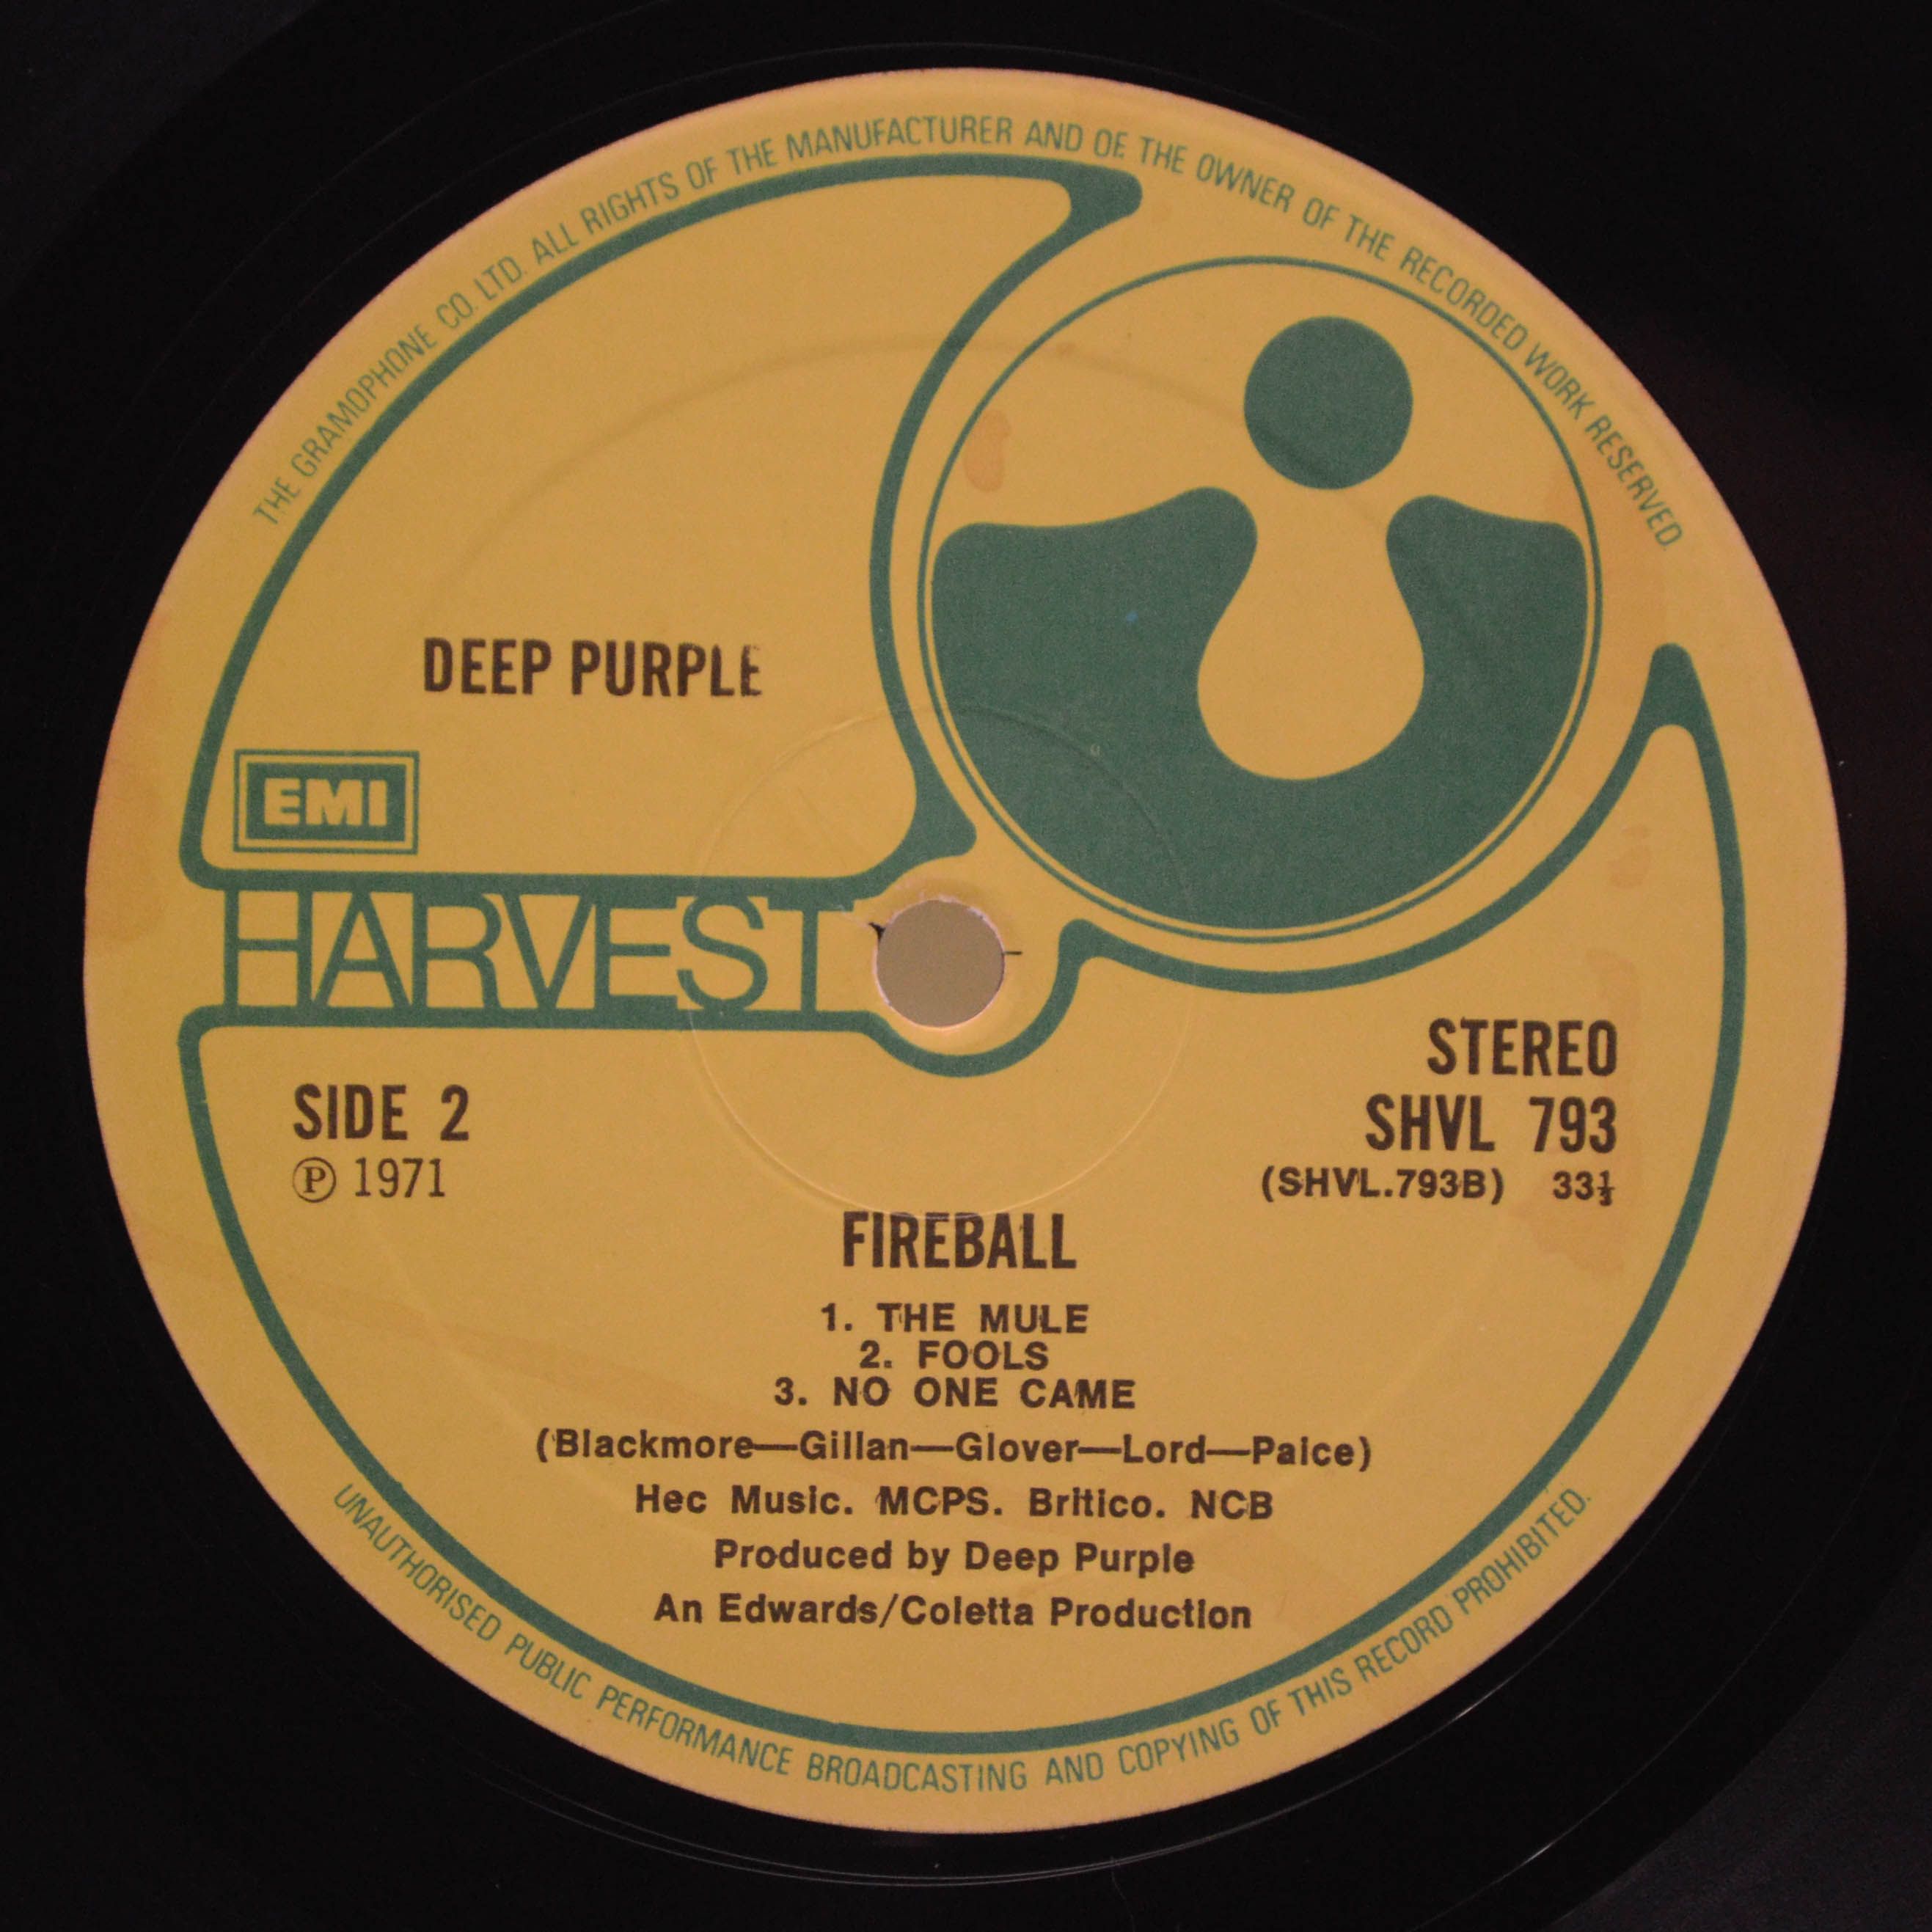 THE GRAMOPHONE CO. LTD. ALL RIGHTS OF THE MANUFACTURER AND OF THE OWNER OF THE RECORDED WORK RESERVED
DEEP PURPLE
EMI
HARVEST
SIDE 2
Ⓟ 1971
STEREO
SHVL 793
(SHVL.793B) 33⅓
FIREBALL
1. THE MULE
2. FOOLS
3. NO ONE CAME
(Blackmore—Gillan—Glover—Lord—Paice)
Hec Music. MCPS. Britico. NCB
Produced by Deep Purple
An Edwards/Coletta Production
UNAUTHORISED PUBLIC PERFORMANCE BROADCASTING AND COPYING OF THIS RECORD PROHIBITED.